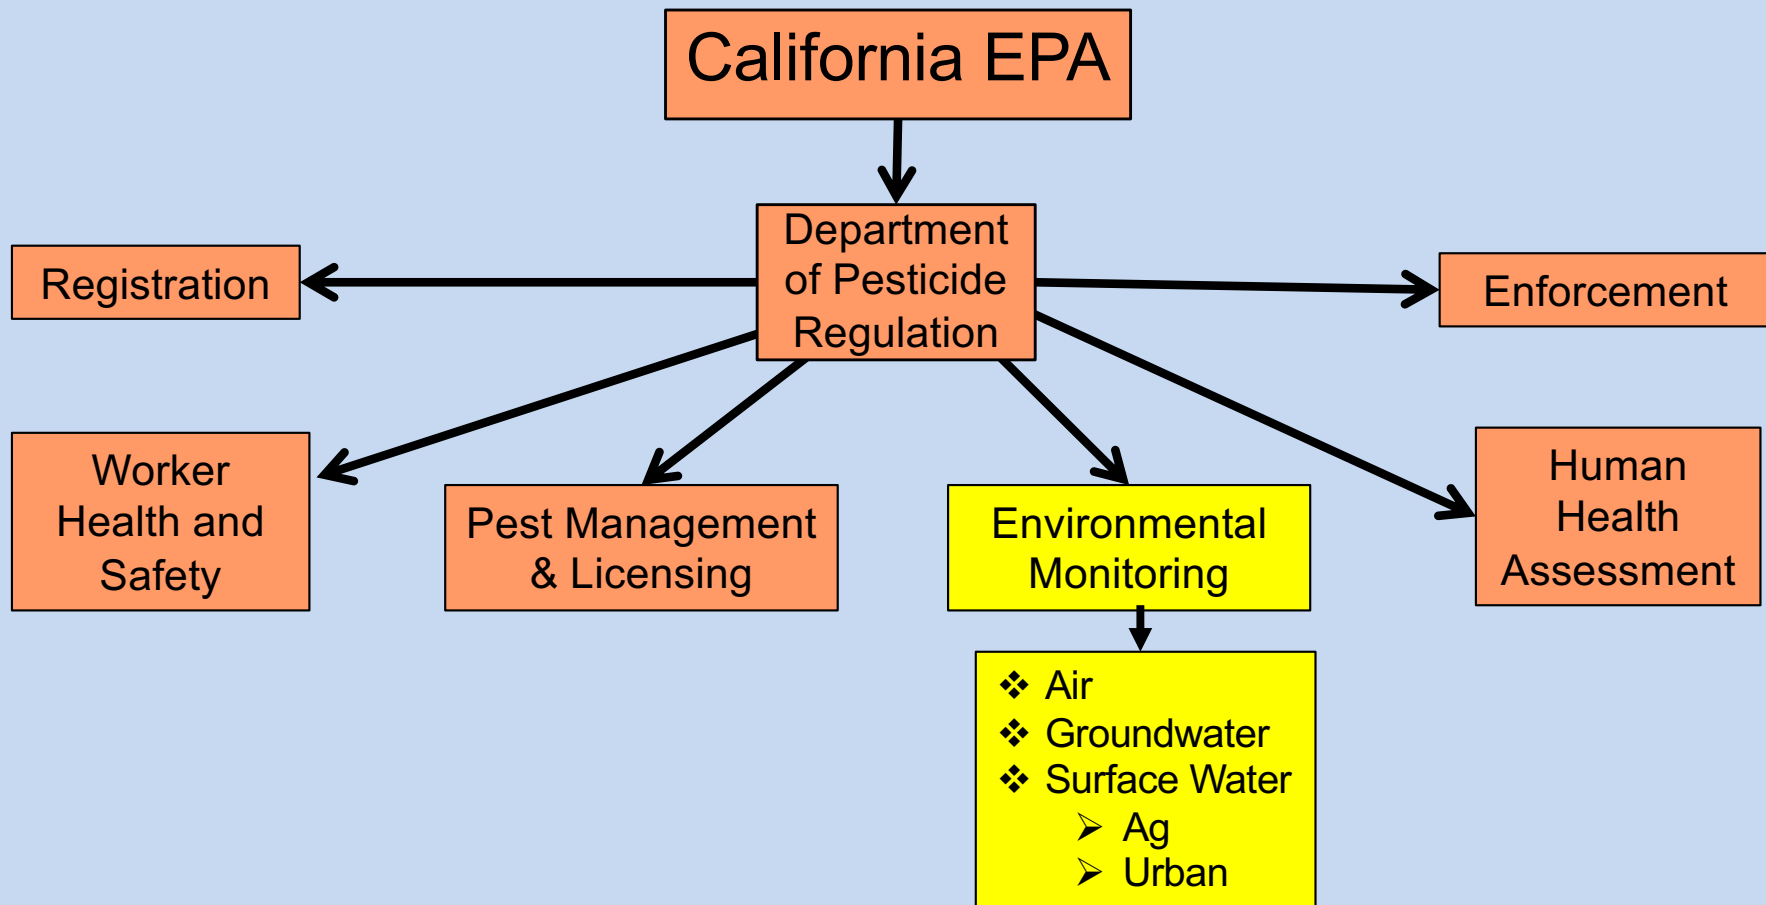 California EPA
Department
of Pesticide
Regulation
Registration
Enforcement
Worker
Health and
Safety
Pest Management
& Licensing
Environmental
Monitoring
Human
Health
Assessment
❖ Air
❖ Groundwater
❖ Surface Water
➢ Ag
➢ Urban